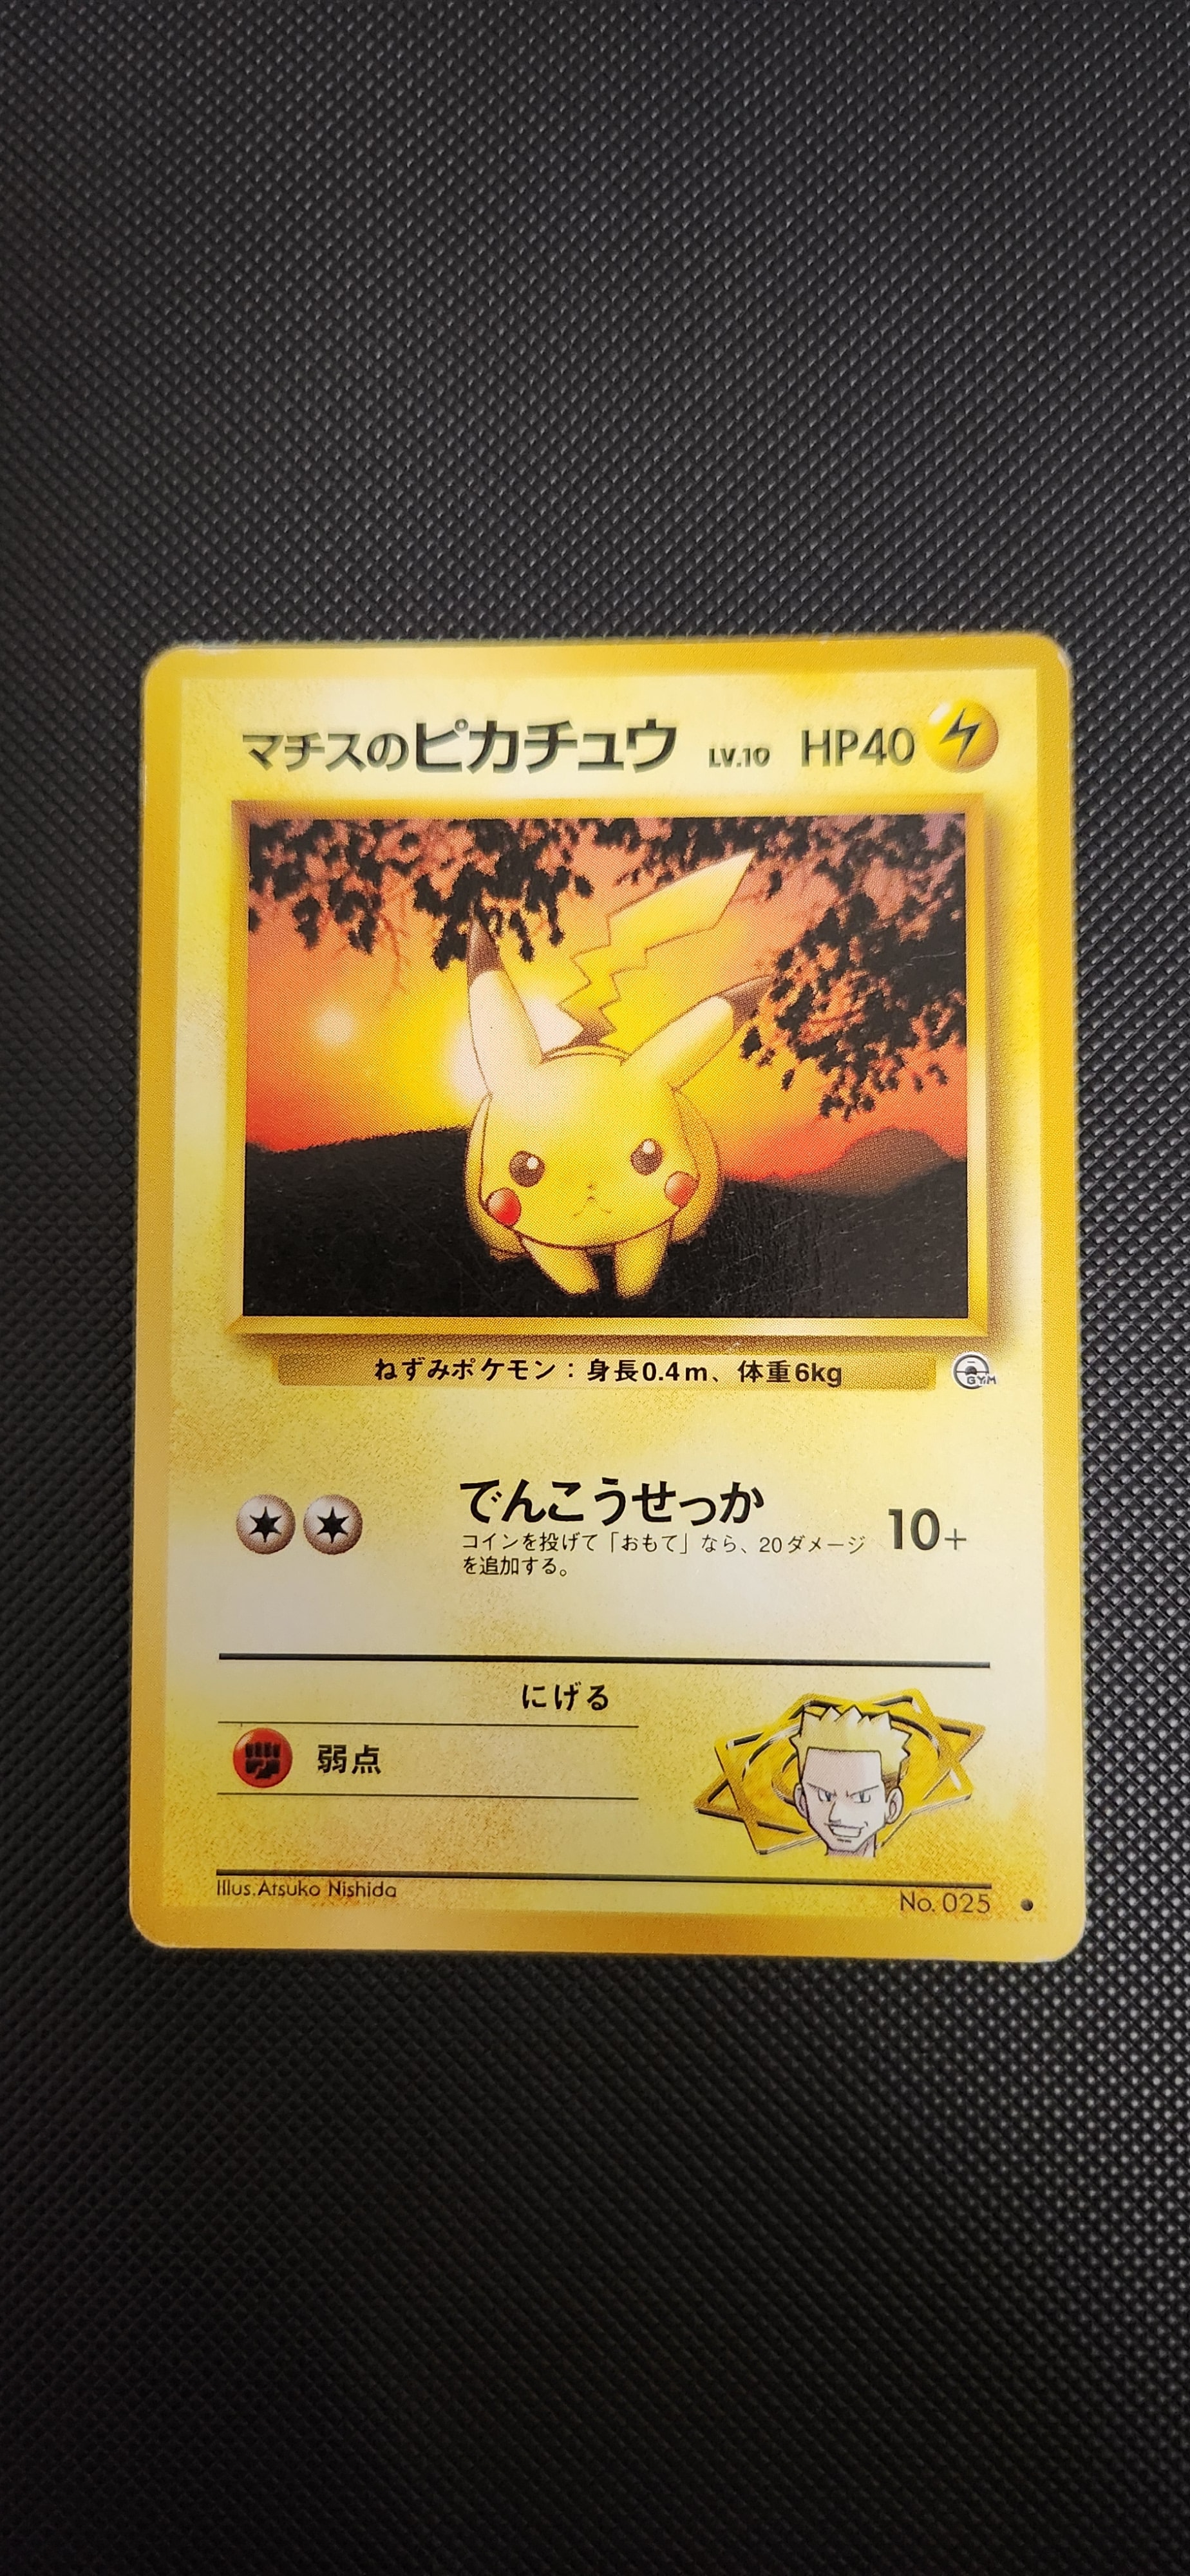 マチスのピカチュウ LV.10 HP40
ねずみポケモン：身長0.4m、体重6kg
GYM
でんこうせっか 10+
コインを投げて「おもて」なら、20ダメージ
を追加する。
にげる
弱点
Illus.Atsuko Nishida
No. 025 ●